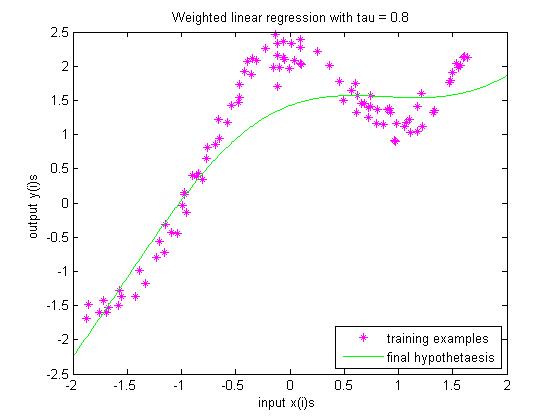 Weighted linear regression with tau = 0.8
2.5
2
1.5
1
0.5
0
-0.5
-1
-1.5
-2
-2.5
output y(i)s
training examples
final hypothetaesis
-2 -1.5 -1 -0.5 0 0.5 1 1.5 2
input x(i)s